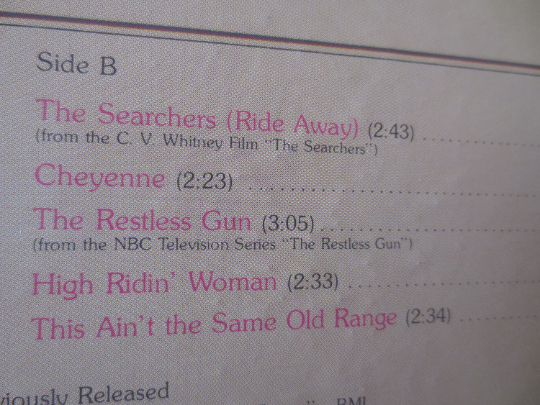 Side B
The Searchers (Ride Away) (2:43)
(from the C. V. Whitney Film "The Searchers")
Cheyenne (2:23)
The Restless Gun (3:05)
(from the NBC Television Series "The Restless Gun")
High Ridin' Woman (2:33)
This Ain't the Same Old Range (2:34)
Released
BMI